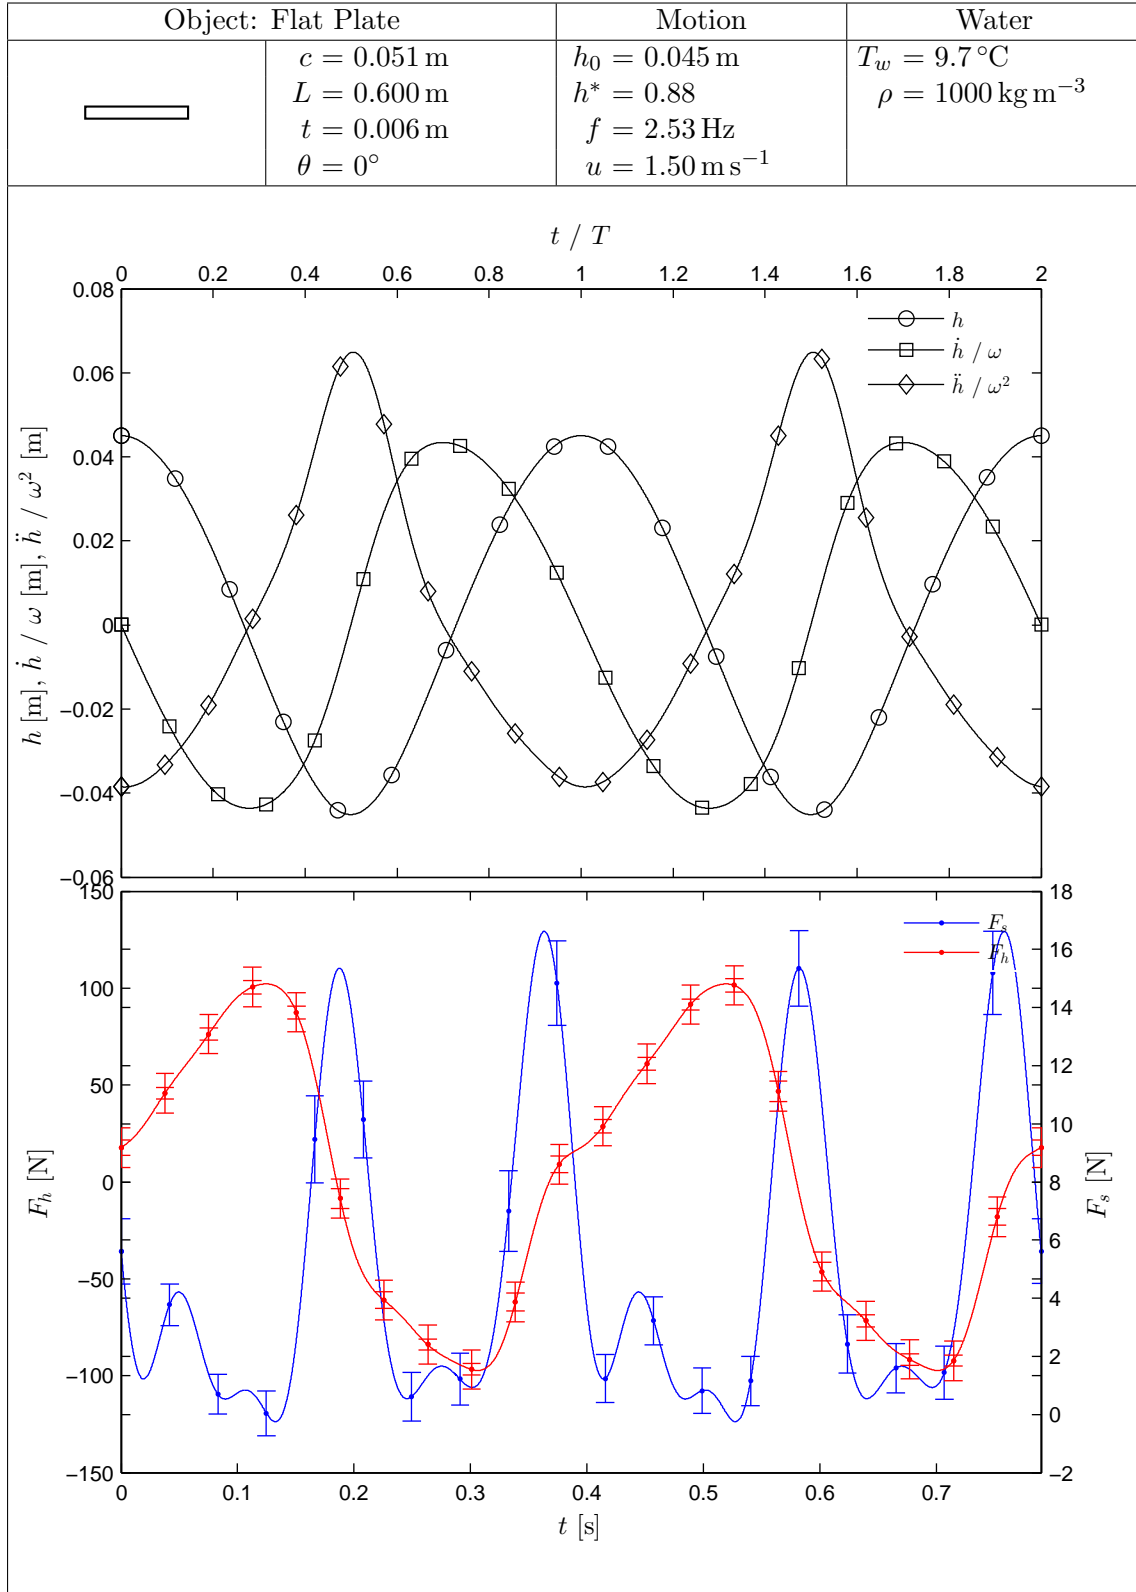 Object: Flat Plate Motion Water
c = 0.051 m h₀ = 0.045 m T_w = 9.7 °C
L = 0.600 m h* = 0.88 ρ = 1000 kg m⁻³
t = 0.006 m f = 2.53 Hz
θ = 0° u = 1.50 m s⁻¹
t / T
0 0.2 0.4 0.6 0.8 1 1.2 1.4 1.6 1.8 2
0.08
0.06
0.04
0.02
0
−0.02
−0.04
−0.06
h [m], ḣ / ω [m], ḧ / ω² [m]
h
ḣ / ω
ḧ / ω²
150
100
50
0
−50
−100
−150
F_h [N]
F_s
F_h
18
16
14
12
10
8
6
4
2
0
−2
F_s [N]
0 0.1 0.2 0.3 0.4 0.5 0.6 0.7
t [s]